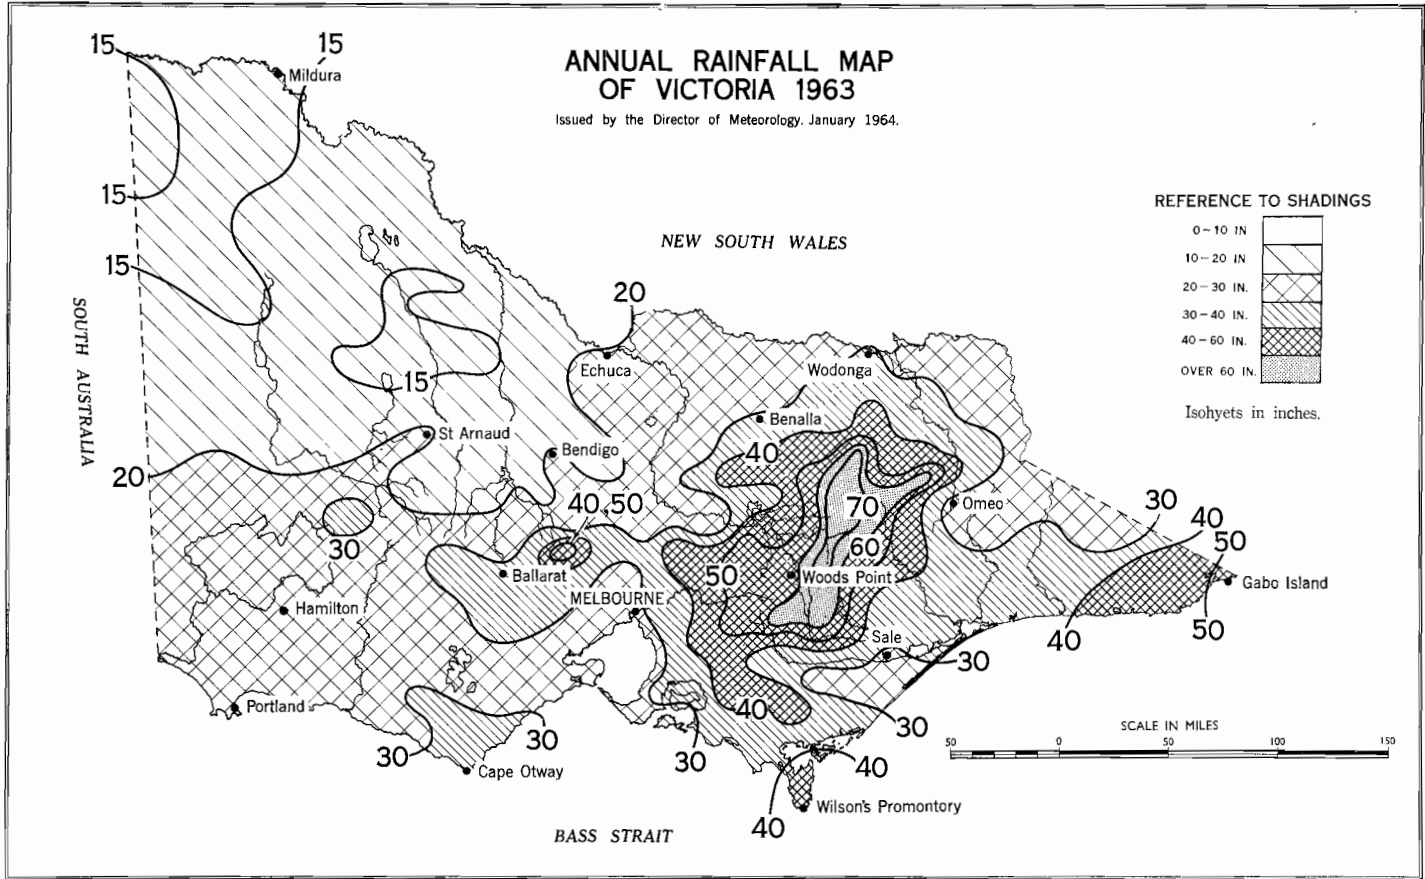 ANNUAL RAINFALL MAP
OF VICTORIA 1963
Issued by the Director of Meteorology. January 1964.
15
15
Mildura
15
REFERENCE TO SHADINGS
0-10 IN
10-20 IN
20-30 IN.
30-40 IN.
40-60 IN.
OVER 60 IN.
Isohyets in inches.
NEW SOUTH WALES
15
SOUTH AUSTRALIA
20
Echuca
Wodonga
15
Benalla
St Arnaud
Bendigo
40
20
40
50
70
Omeo
30
40
50
30
60
50
Ballarat
Woods Point
Gabo Island
MELBOURNE
Hamilton
40
50
Sale
30
Portland
40
30
30
30
30
SCALE IN MILES
50 0 50 100 150
Cape Otway
40
Wilson's Promontory
40
BASS STRAIT